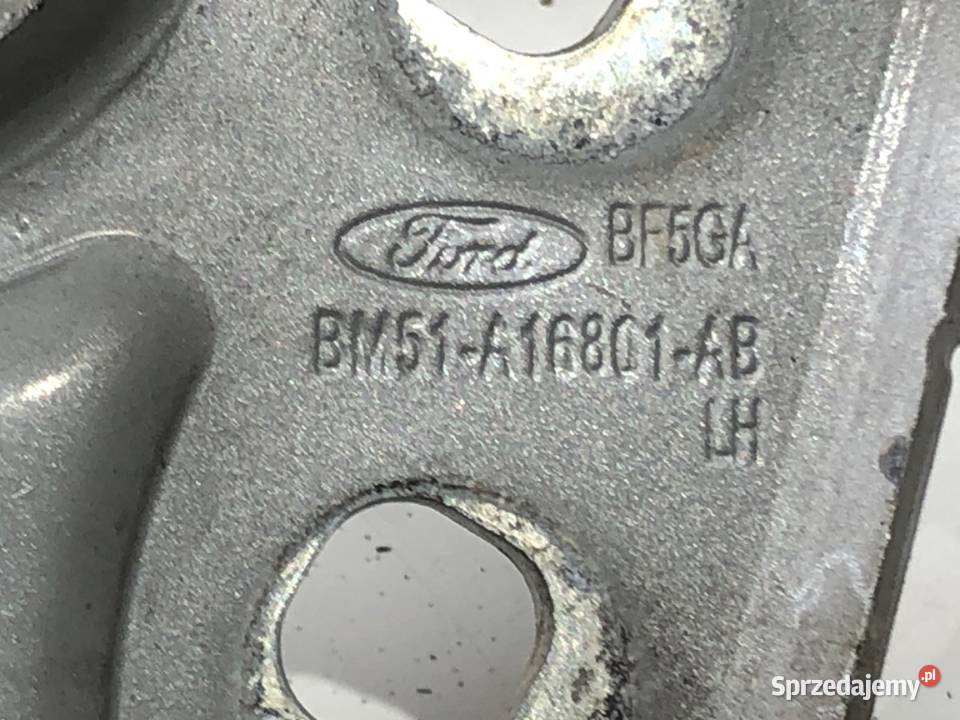 Ford BF5GA
BM51-A16801-AB
LH
Sprzedajemy.pl